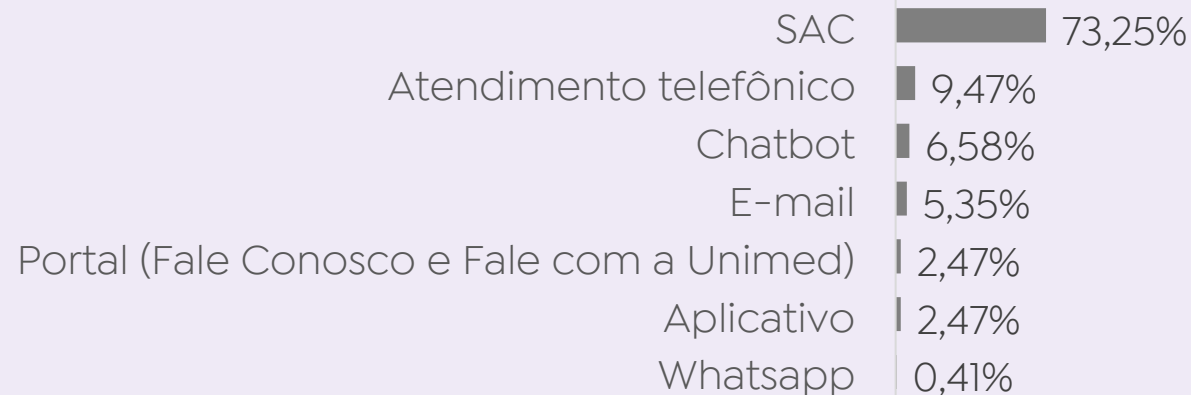 SAC 73,25%
Atendimento telefônico 9,47%
Chatbot 6,58%
E-mail 5,35%
Portal (Fale Conosco e Fale com a Unimed) 2,47%
Aplicativo 2,47%
Whatsapp 0,41%